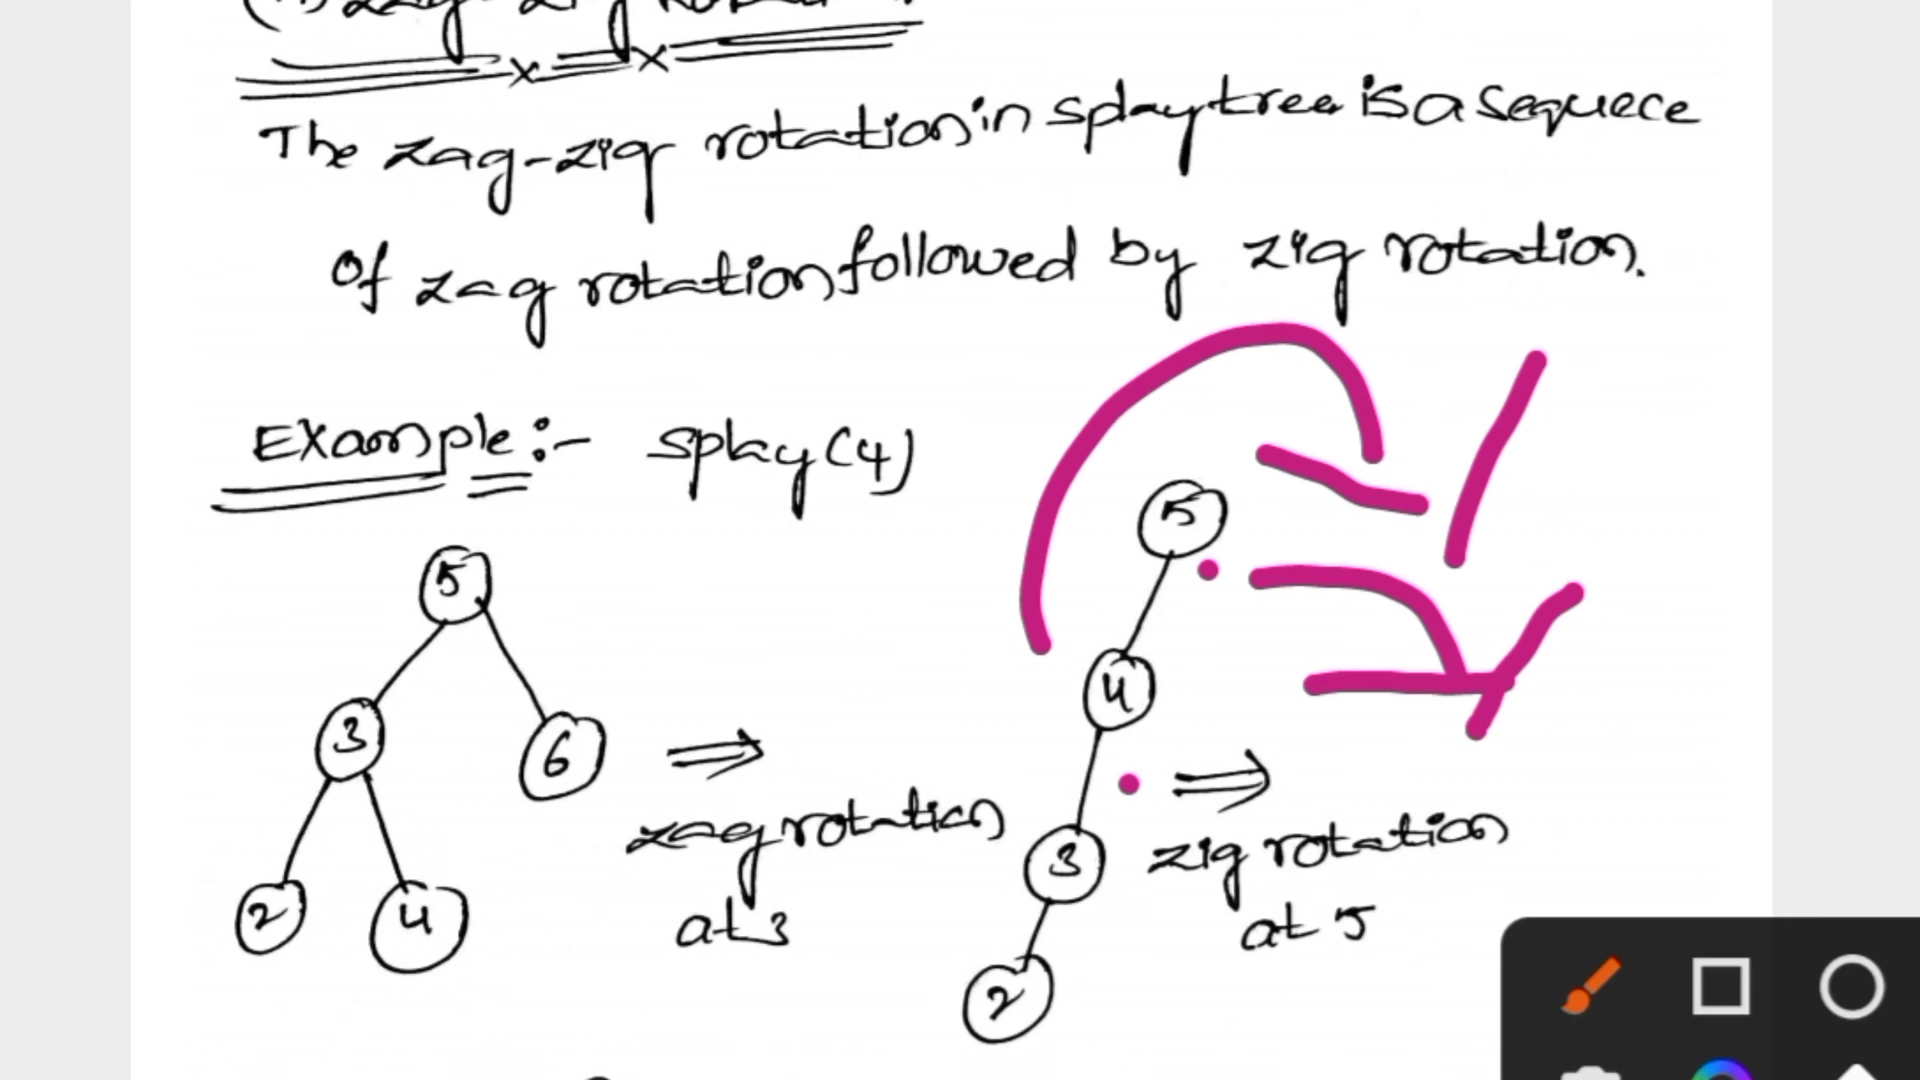 The zag-zig rotation in splay tree is a sequece
Of zag rotation followed by zig rotation.
Example:- splay(4)
5
3
6
2
4
⇒
zag rotation
at 3
5
4
3
2
⇒
zig rotation
at 5